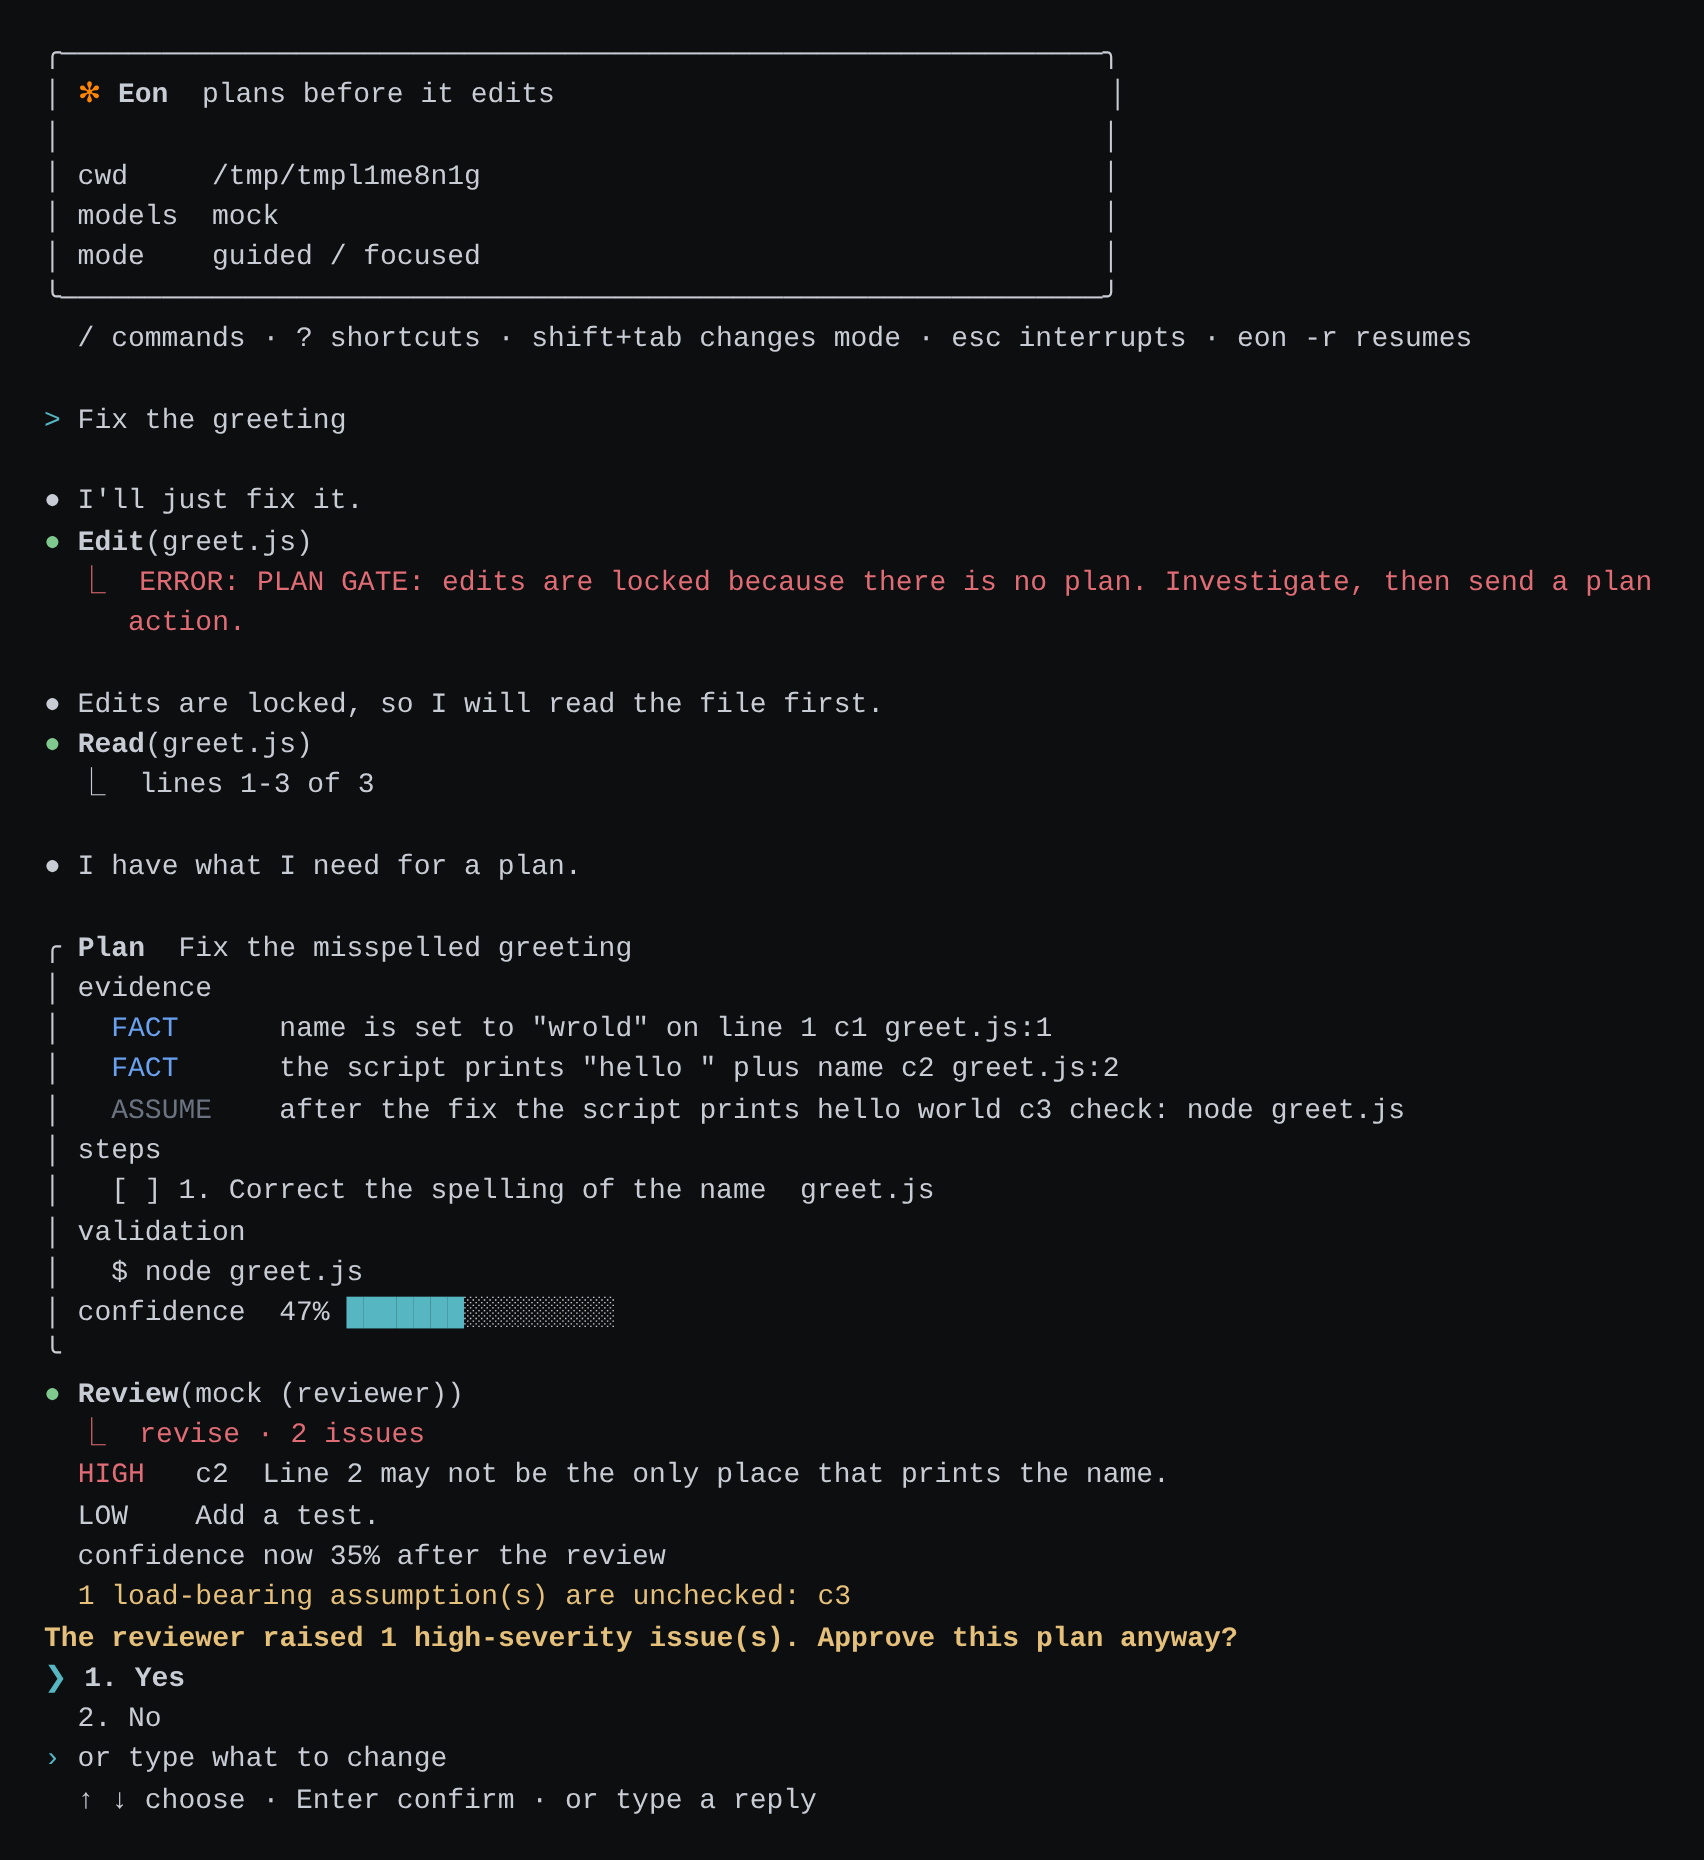 ✻ Eon  plans before it edits
cwd     /tmp/tmpl1me8n1g
models  mock
mode    guided / focused
/ commands · ? shortcuts · shift+tab changes mode · esc interrupts · eon -r resumes
> Fix the greeting
● I'll just fix it.
● Edit(greet.js)
⎿  ERROR: PLAN GATE: edits are locked because there is no plan. Investigate, then send a plan
action.
● Edits are locked, so I will read the file first.
● Read(greet.js)
⎿  lines 1-3 of 3
● I have what I need for a plan.
Plan  Fix the misspelled greeting
evidence
FACT      name is set to "wrold" on line 1 c1 greet.js:1
FACT      the script prints "hello " plus name c2 greet.js:2
ASSUME    after the fix the script prints hello world c3 check: node greet.js
steps
[ ] 1. Correct the spelling of the name  greet.js
validation
$ node greet.js
confidence  47% ███████░░░░░░░░░
● Review(mock (reviewer))
⎿  revise · 2 issues
HIGH   c2  Line 2 may not be the only place that prints the name.
LOW    Add a test.
confidence now 35% after the review
1 load-bearing assumption(s) are unchecked: c3
The reviewer raised 1 high-severity issue(s). Approve this plan anyway?
❯ 1. Yes
2. No
› or type what to change
↑ ↓ choose · Enter confirm · or type a reply